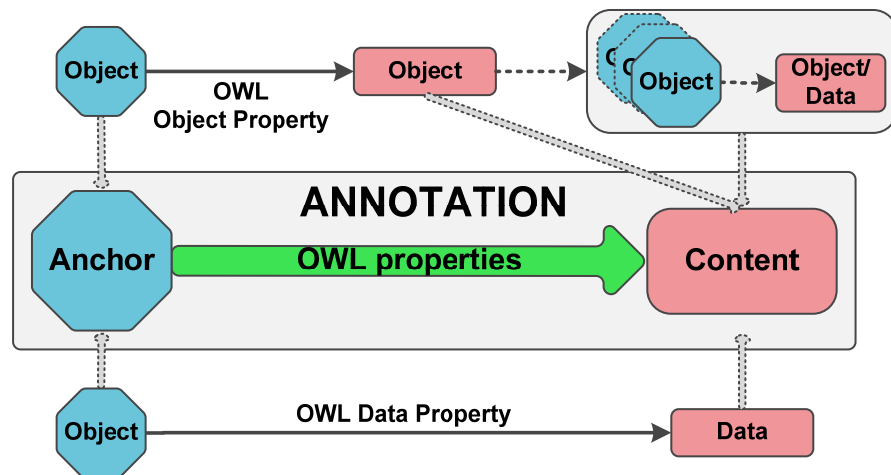 Object
OWL
Object Property
Object
Object
Object/
Data
ANNOTATION
Anchor
OWL properties
Content
Object
OWL Data Property
Data